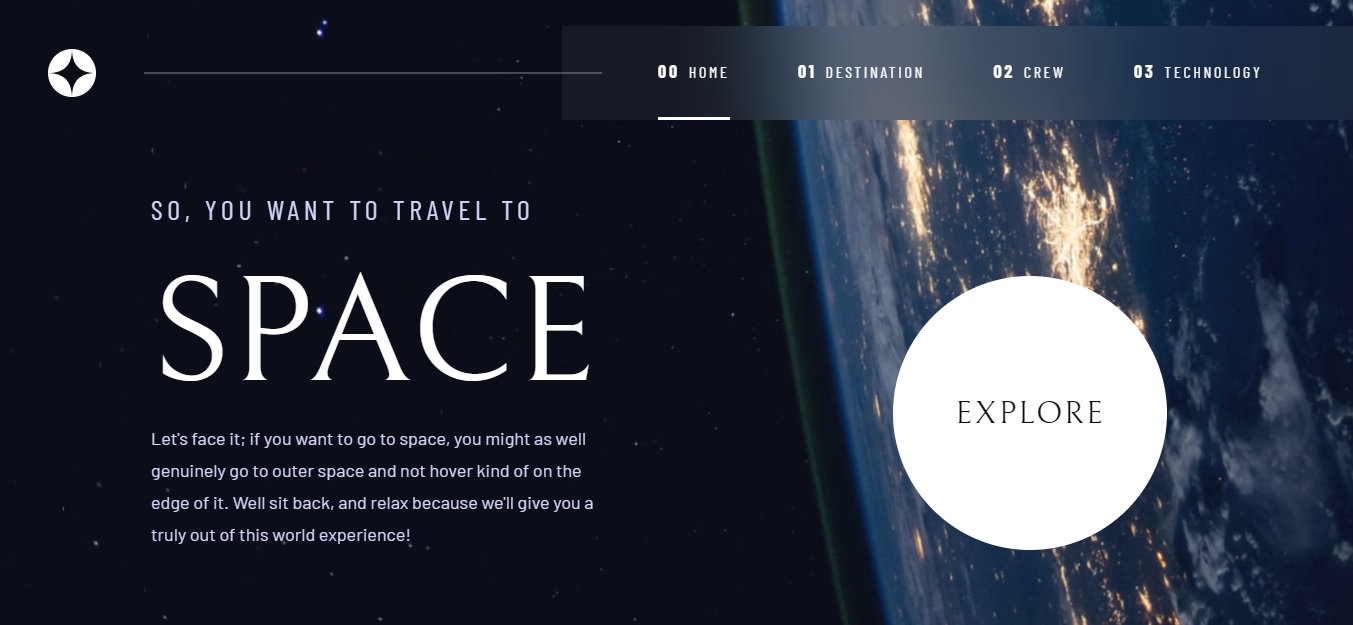 00 HOME 01 DESTINATION 02 CREW 03 TECHNOLOGY
SO, YOU WANT TO TRAVEL TO
SPACE
Let's face it; if you want to go to space, you might as well
genuinely go to outer space and not hover kind of on the
edge of it. Well sit back, and relax because we'll give you a
truly out of this world experience!
EXPLORE